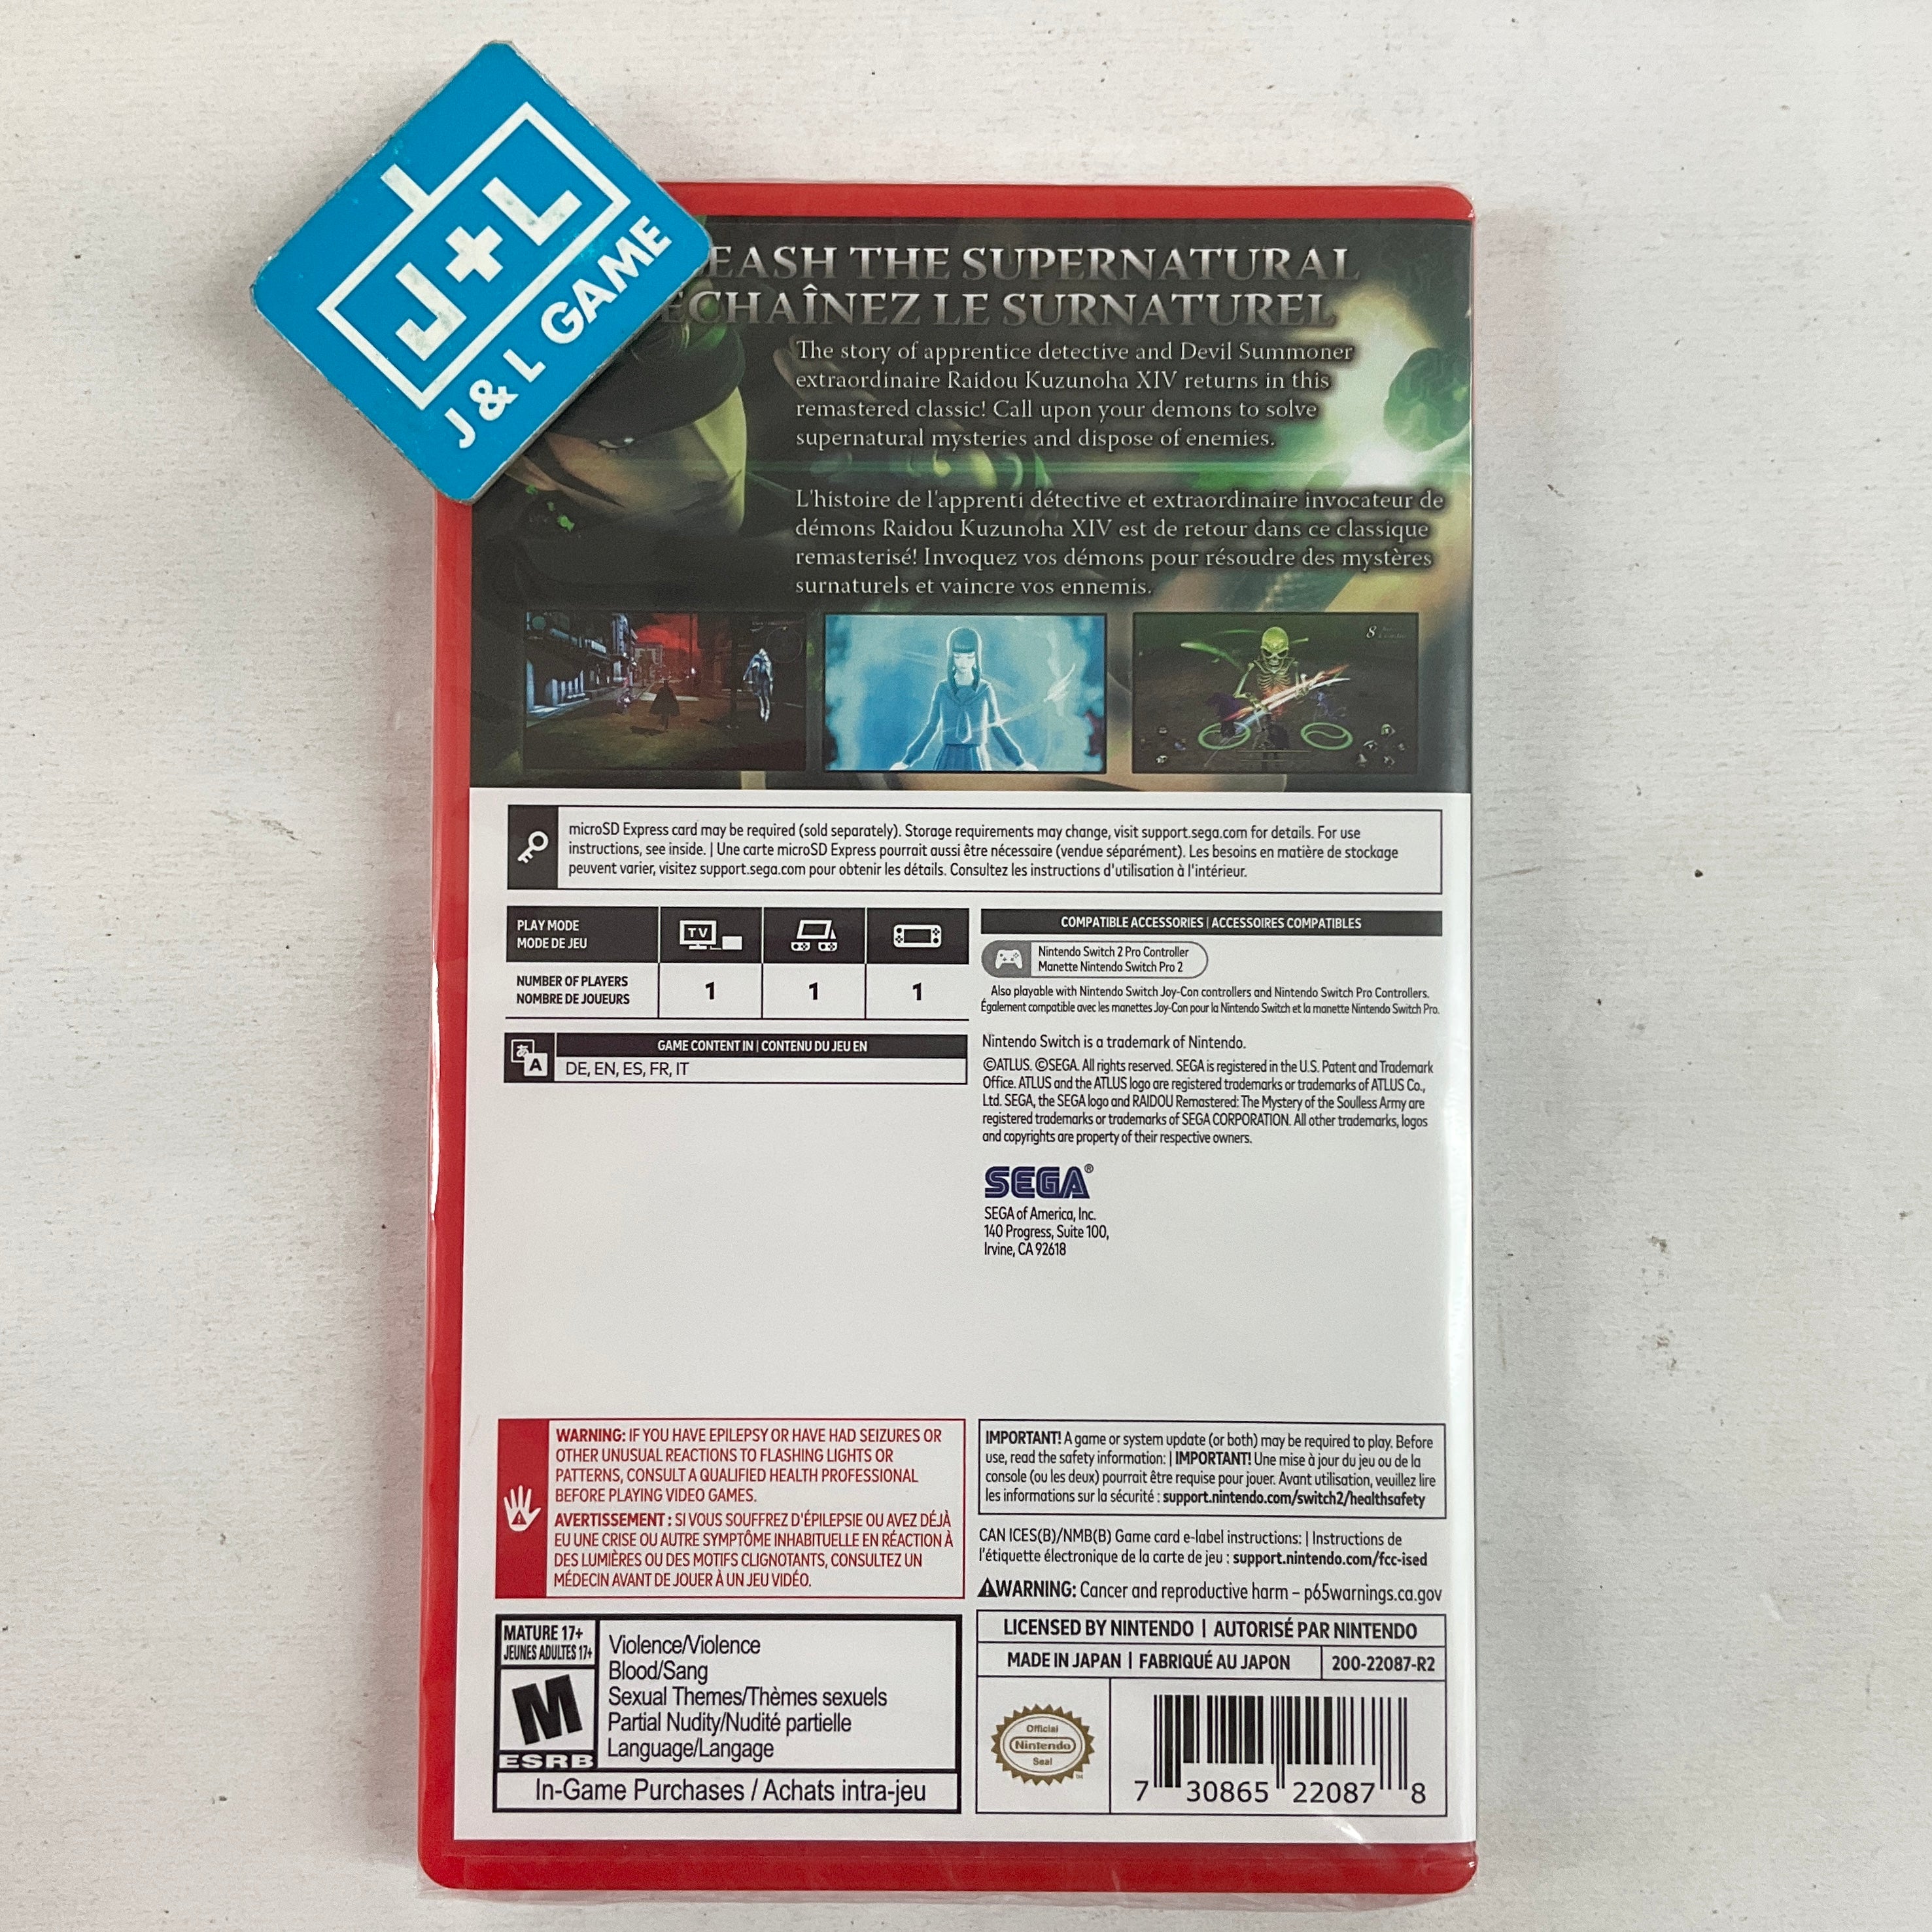 J+L
J & L GAME
EASH THE SUPERNATURAL
ÉCHAÎNEZ LE SURNATUREL
The story of apprentice detective and Devil Summoner
extraordinaire Raidou Kuzunoha XIV returns in this
remastered classic! Call upon your demons to solve
supernatural mysteries and dispose of enemies.
L'histoire de l'apprenti détective et extraordinaire invocateur de
démons Raidou Kuzunoha XIV est de retour dans ce classique
remasterisé! Invoquez vos démons pour résoudre des mystères
surnaturels et vaincre vos ennemis.
8
microSD Express card may be required (sold separately). Storage requirements may change, visit support.sega.com for details. For use
instructions, see inside. | Une carte microSD Express pourrait aussi être nécessaire (vendue séparément). Les besoins en matière de stockage
peuvent varier, visitez support.sega.com pour obtenir les détails. Consultez les instructions d'utilisation à l'intérieur.
PLAY MODE
MODE DE JEU
TV
NUMBER OF PLAYERS
NOMBRE DE JOUEURS
1 1 1
GAME CONTENT IN | CONTENU DU JEU EN
あ A
DE, EN, ES, FR, IT
COMPATIBLE ACCESSORIES | ACCESSOIRES COMPATIBLES
Nintendo Switch 2 Pro Controller
Manette Nintendo Switch Pro 2
Also playable with Nintendo Switch Joy-Con controllers and Nintendo Switch Pro Controllers.
Également compatible avec les manettes Joy-Con pour la Nintendo Switch et la manette Nintendo Switch Pro.
Nintendo Switch is a trademark of Nintendo.
©ATLUS. ©SEGA. All rights reserved. SEGA is registered in the U.S. Patent and Trademark
Office. ATLUS and the ATLUS logo are registered trademarks or trademarks of ATLUS Co.,
Ltd. SEGA, the SEGA logo and RAIDOU Remastered: The Mystery of the Soulless Army are
registered trademarks or trademarks of SEGA CORPORATION. All other trademarks, logos
and copyrights are property of their respective owners.
SEGA®
SEGA of America, Inc.
140 Progress, Suite 100,
Irvine, CA 92618
WARNING: IF YOU HAVE EPILEPSY OR HAVE HAD SEIZURES OR
OTHER UNUSUAL REACTIONS TO FLASHING LIGHTS OR
PATTERNS, CONSULT A QUALIFIED HEALTH PROFESSIONAL
BEFORE PLAYING VIDEO GAMES.
AVERTISSEMENT : SI VOUS SOUFFREZ D'ÉPILEPSIE OU AVEZ DÉJÀ
EU UNE CRISE OU AUTRE SYMPTÔME INHABITUELLE EN RÉACTION À
DES LUMIÈRES OU DES MOTIFS CLIGNOTANTS, CONSULTEZ UN
MÉDECIN AVANT DE JOUER À UN JEU VIDÉO.
IMPORTANT! A game or system update (or both) may be required to play. Before
use, read the safety information: | IMPORTANT! Une mise à jour du jeu ou de la
console (ou les deux) pourrait être requise pour jouer. Avant utilisation, veuillez lire
les informations sur la sécurité : support.nintendo.com/switch2/healthsafety
CAN ICES(B)/NMB(B) Game card e-label instructions: | Instructions de
l'étiquette électronique de la carte de jeu : support.nintendo.com/fcc-ised
WARNING: Cancer and reproductive harm – p65warnings.ca.gov
MATURE 17+
JEUNES ADULTES 17+
M
ESRB
Violence/Violence
Blood/Sang
Sexual Themes/Thèmes sexuels
Partial Nudity/Nudité partielle
Language/Langage
In-Game Purchases / Achats intra-jeu
LICENSED BY NINTENDO | AUTORISÉ PAR NINTENDO
MADE IN JAPAN | FABRIQUÉ AU JAPON
200-22087-R2
Official
Nintendo
Seal
TM
7 30865 22087 8